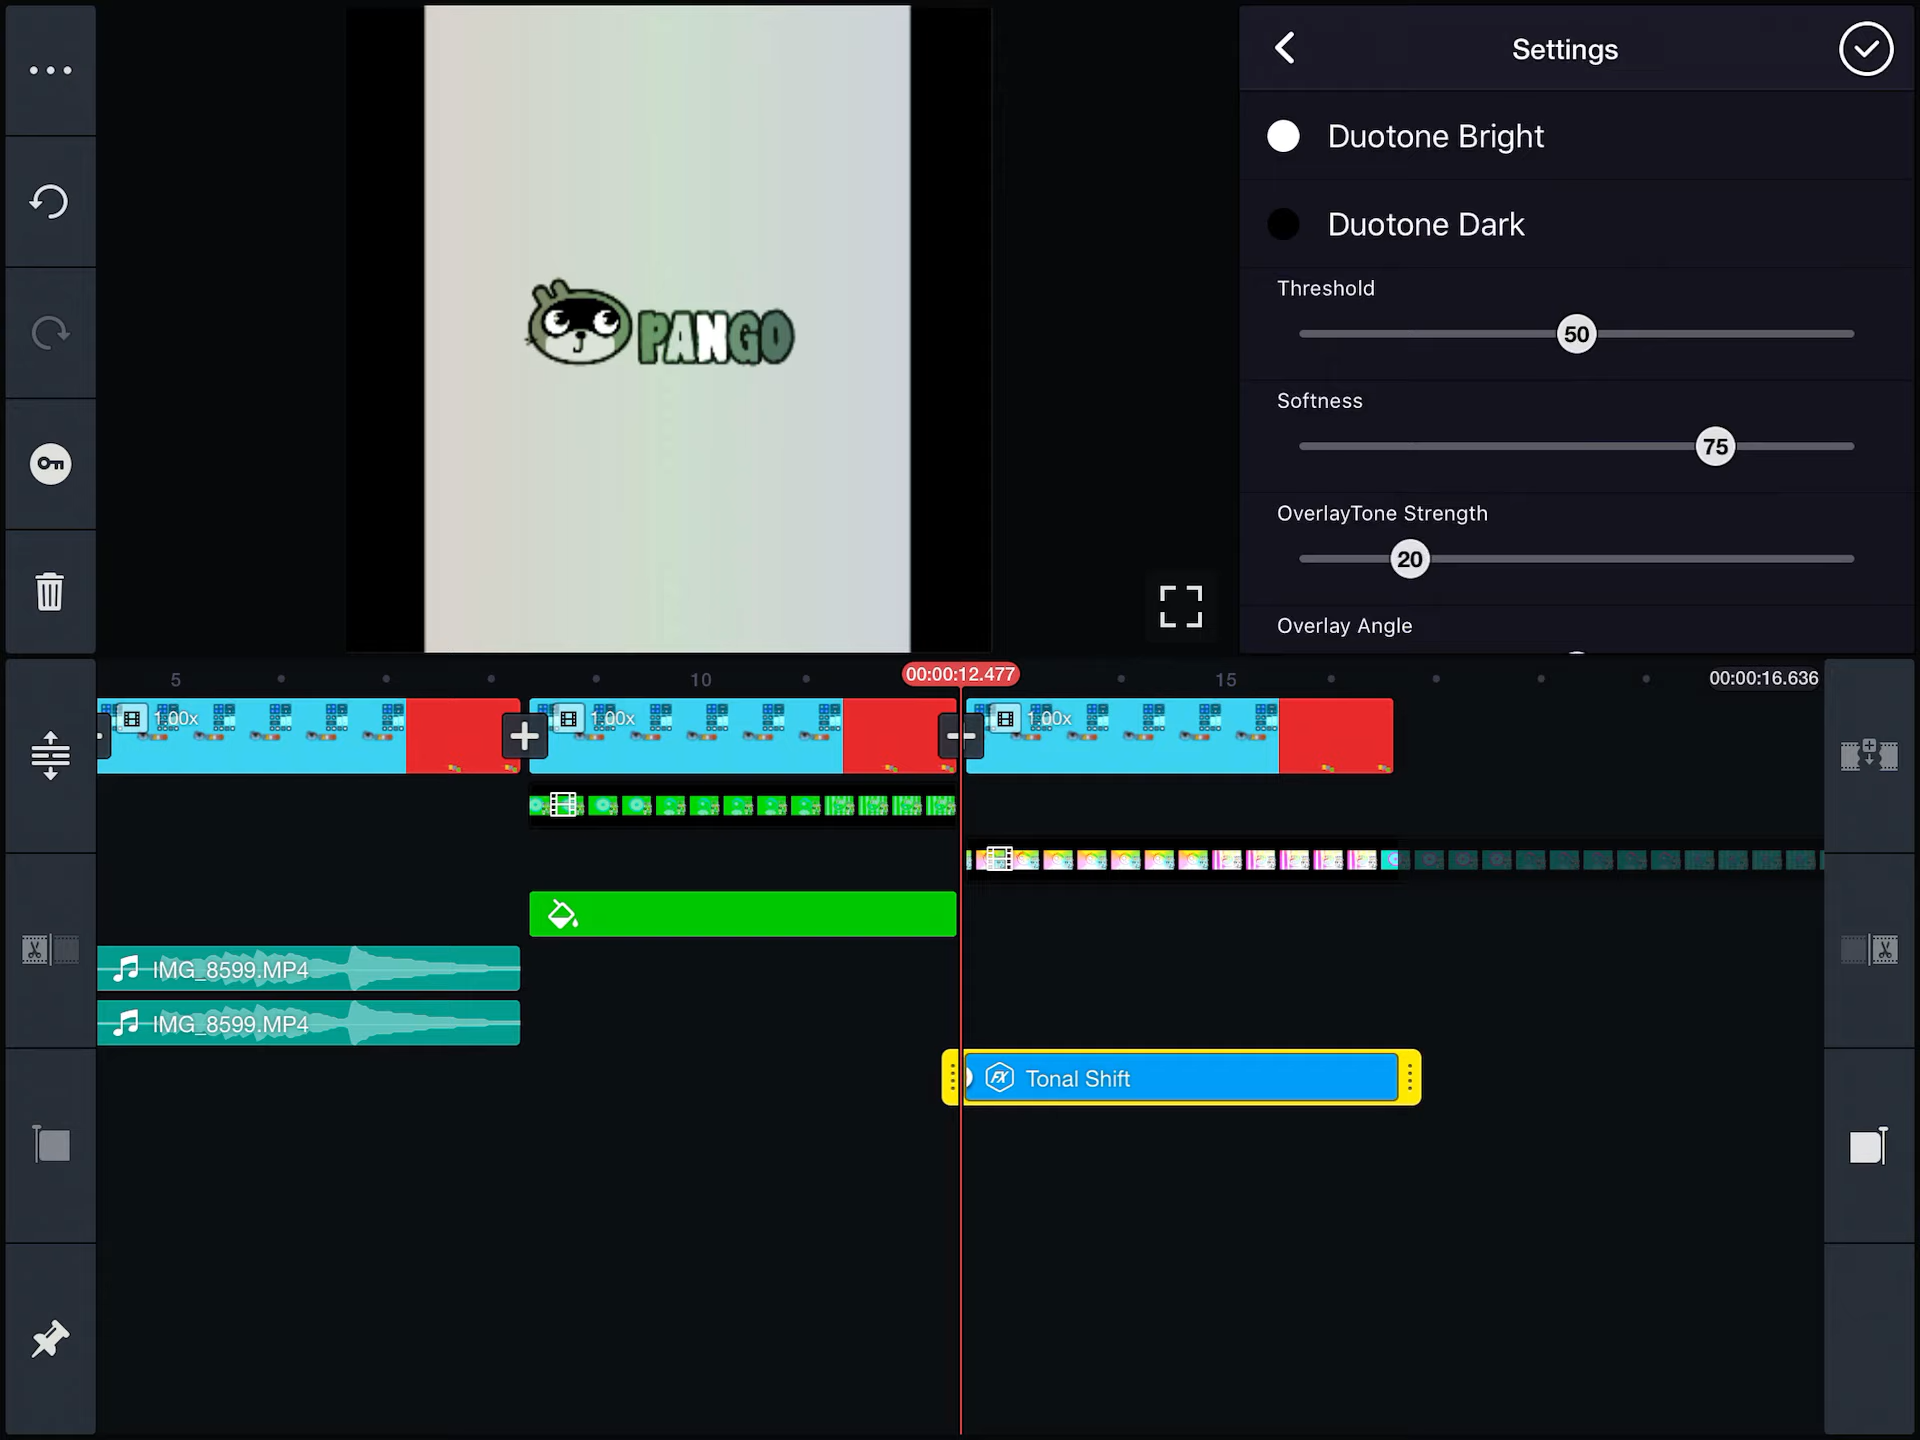 Settings
Duotone Bright
Duotone Dark
Threshold
50
Softness
75
OverlayTone Strength
20
Overlay Angle
PANGO
5
10
00:00:12.477
15
00:00:16.636
1.00x
1.00x
1.00x
IMG_8599.MP4
IMG_8599.MP4
FX Tonal Shift